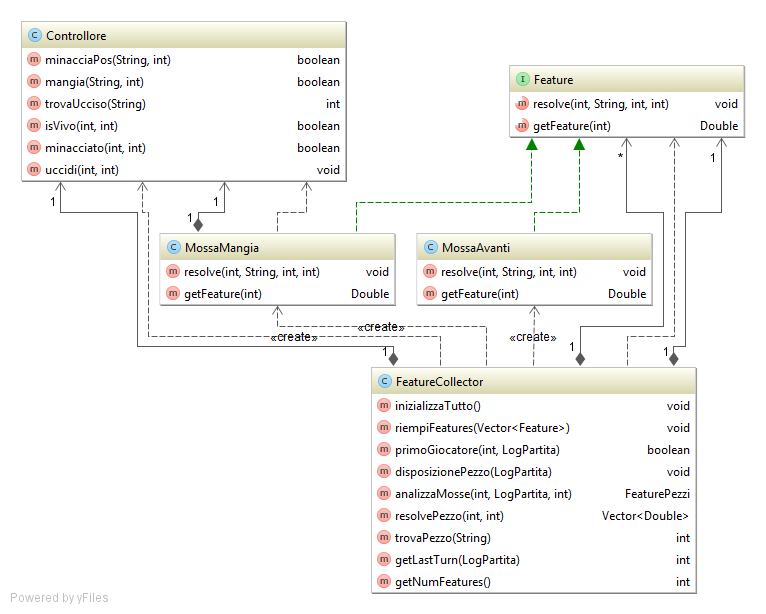 C Controllore
m minacciaPos(String, int) boolean
m mangia(String, int) boolean
m trovaUcciso(String) int
m isVivo(int, int) boolean
m minacciato(int, int) boolean
m uccidi(int, int) void
I Feature
m resolve(int, String, int, int) void
m getFeature(int) Double
1
1
1
*
1
C MossaMangia
m resolve(int, String, int, int) void
m getFeature(int) Double
C MossaAvanti
m resolve(int, String, int, int) void
m getFeature(int) Double
«create»
«create»
«create»
1
1
1
C FeatureCollector
m inizializzaTutto() void
m riempiFeatures(Vector<Feature>) void
m primoGiocatore(int, LogPartita) boolean
m disposizionePezzo(LogPartita) void
m analizzaMosse(int, LogPartita, int) FeaturePezzi
m resolvePezzo(int, int) Vector<Double>
m trovaPezzo(String) int
m getLastTurn(LogPartita) int
m getNumFeatures() int
Powered by yFiles